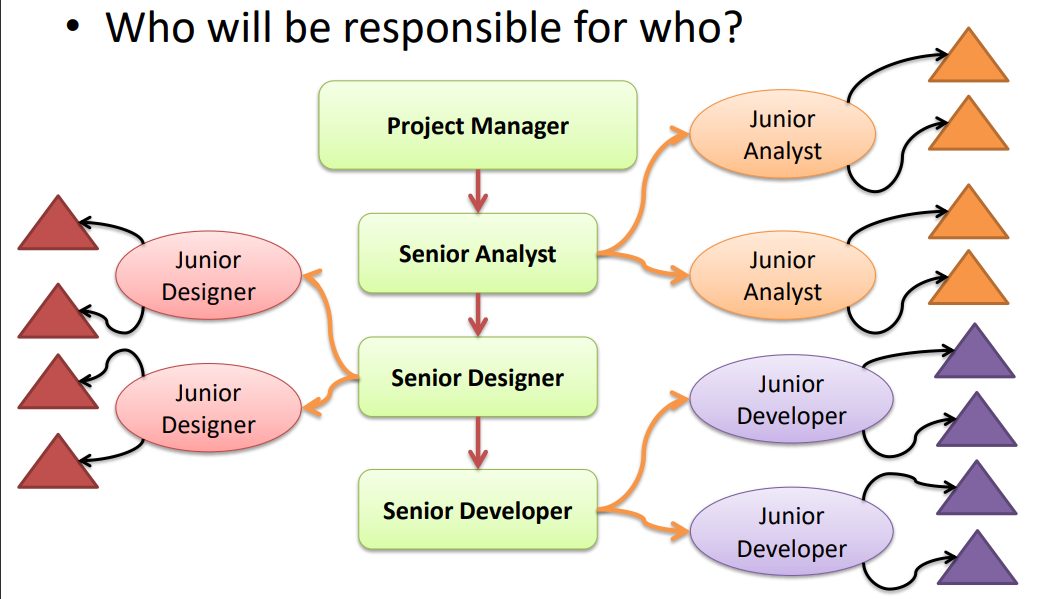 • Who will be responsible for who?
Project Manager
Junior
Analyst
Senior Analyst
Junior
Analyst
Junior
Designer
Senior Designer
Junior
Designer
Junior
Developer
Senior Developer
Junior
Developer